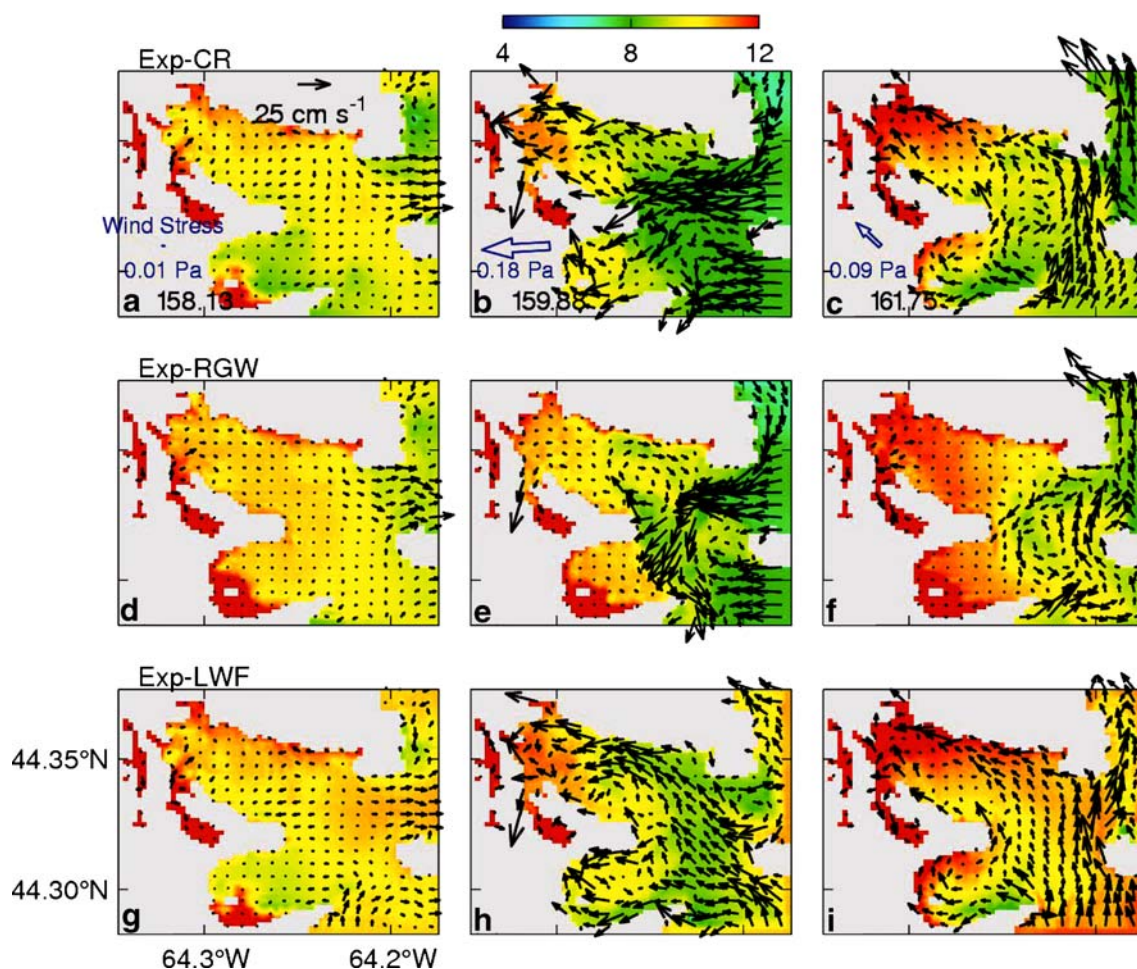 4 8 12
Exp-CR
25 cm s⁻¹
Wind Stress
0.01 Pa
a 158.13
0.18 Pa
b 159.88
0.09 Pa
c 161.75
Exp-RGW
d
e
f
Exp-LWF
44.35°N
44.30°N
g
h
i
64.3°W 64.2°W